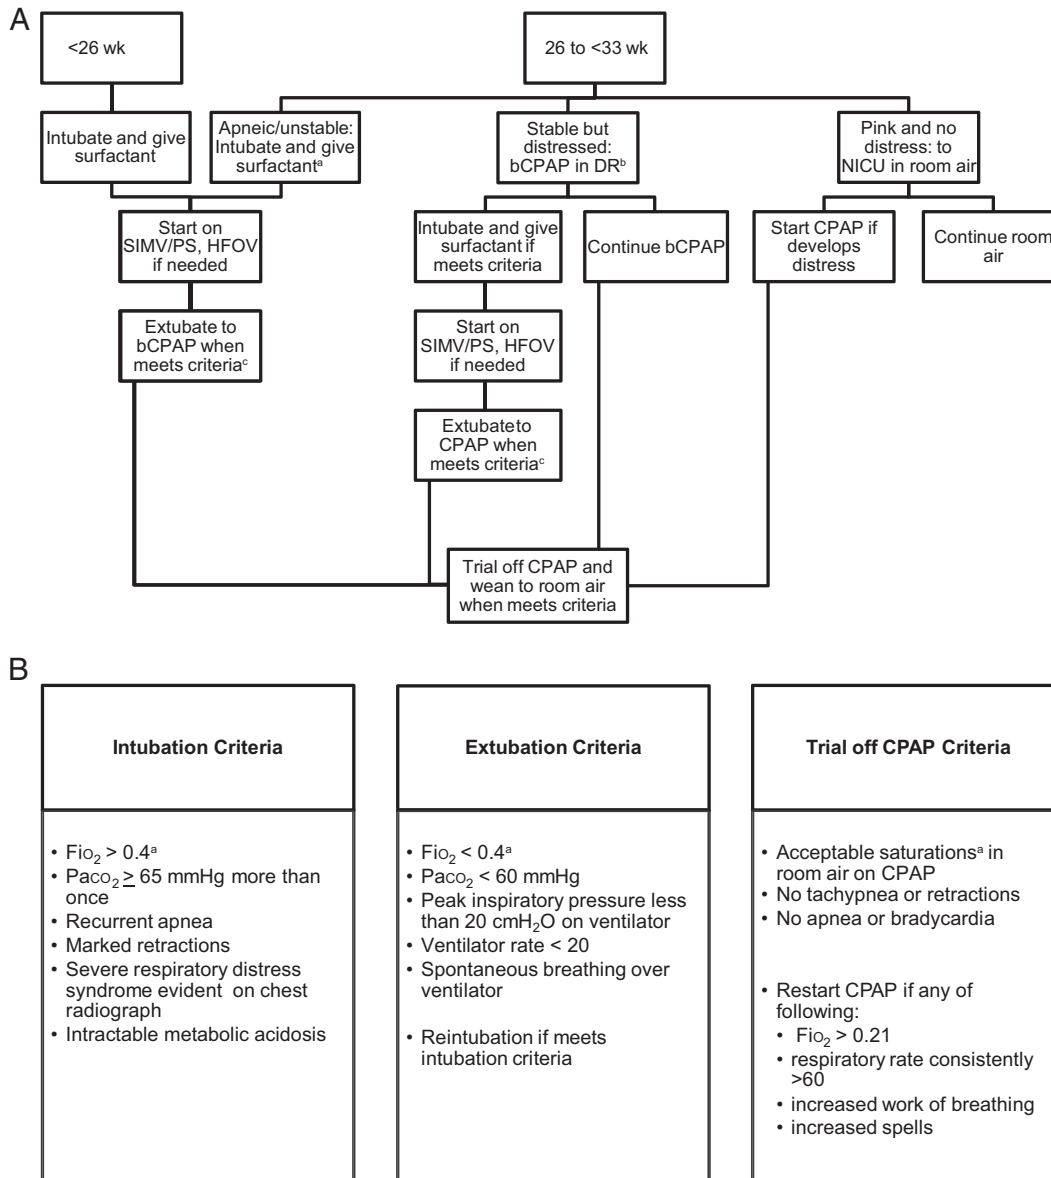 A
<26 wk
26 to <33 wk
Intubate and give
surfactant
Apneic/unstable:
Intubate and give
surfactantᵃ
Stable but
distressed:
bCPAP in DRᵇ
Pink and no
distress: to
NICU in room air
Start on
SIMV/PS, HFOV
if needed
Intubate and give
surfactant if
meets criteria
Continue bCPAP
Start CPAP if
develops
distress
Continue room
air
Extubate to
bCPAP when
meets criteriaᶜ
Start on
SIMV/PS, HFOV
if needed
Extubate to
CPAP when
meets criteriaᶜ
Trial off CPAP and
wean to room air
when meets criteria
B
Intubation Criteria
• FiO₂ > 0.4ᵃ
• PaCO₂ ≥ 65 mmHg more than
once
• Recurrent apnea
• Marked retractions
• Severe respiratory distress
syndrome evident on chest
radiograph
• Intractable metabolic acidosis
Extubation Criteria
• FiO₂ < 0.4ᵃ
• PaCO₂ < 60 mmHg
• Peak inspiratory pressure less
than 20 cmH₂O on ventilator
• Ventilator rate < 20
• Spontaneous breathing over
ventilator
• Reintubation if meets
intubation criteria
Trial off CPAP Criteria
• Acceptable saturationsᵃ in
room air on CPAP
• No tachypnea or retractions
• No apnea or bradycardia
• Restart CPAP if any of
following:
• FiO₂ > 0.21
• respiratory rate consistently
>60
• increased work of breathing
• increased spells